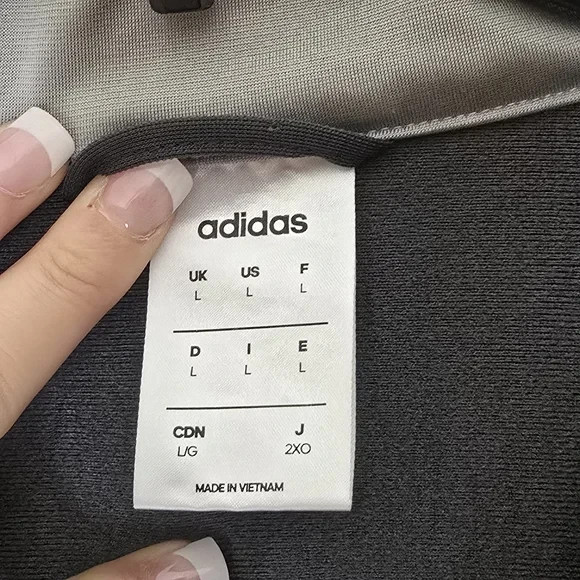 adidas
UK US F
L L L
D I E
L L L
CDN J
L/G 2XO
MADE IN VIETNAM